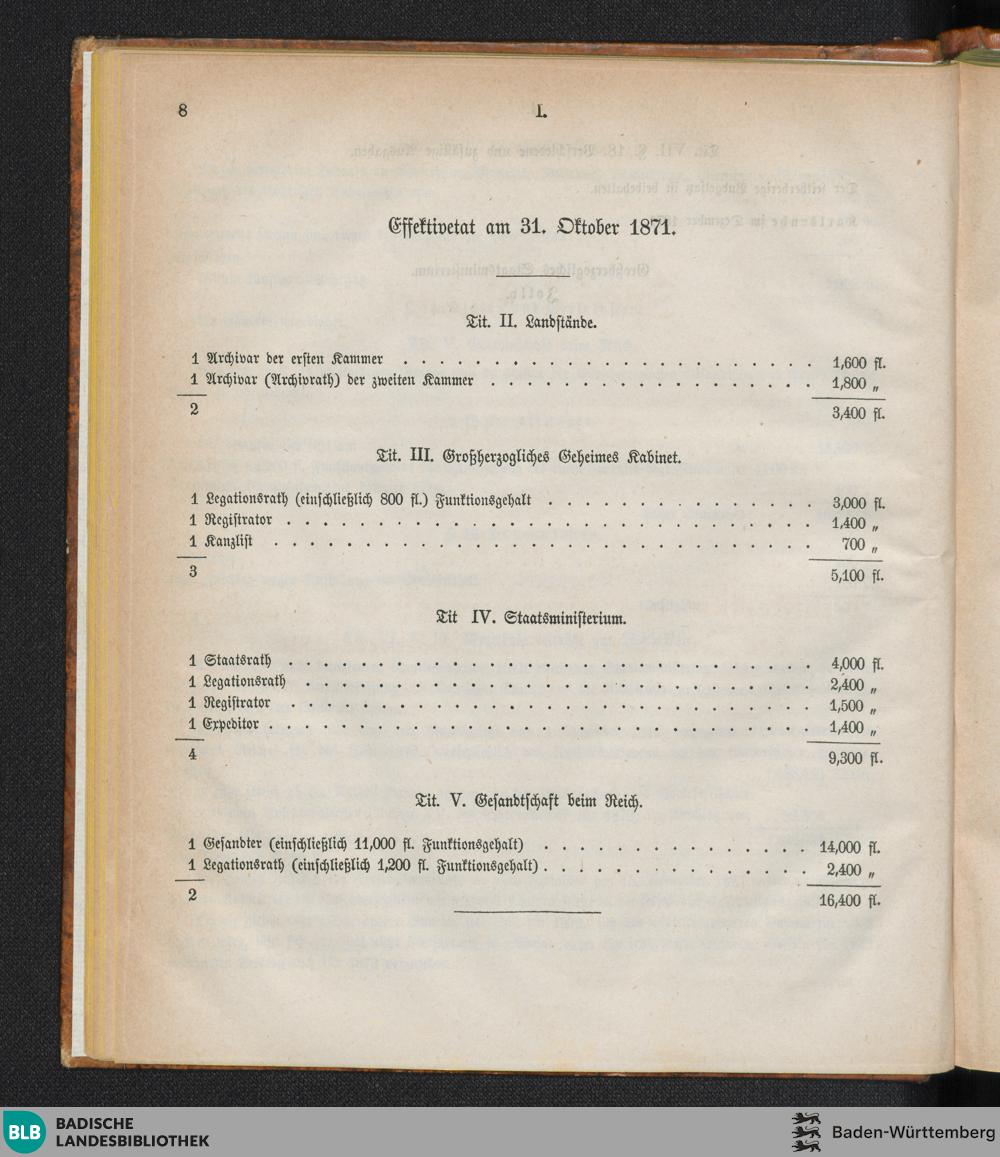 8 I.
Effektivetat am 31. Oktober 1871.
Tit. II. Landstände.
1 Archivar der ersten Kammer . . . . . . . . . . . . . . . . . . 1,600 fl.
1 Archivar (Archivrath) der zweiten Kammer . . . . . . . . . . . . . . 1,800 „
2 3,400 fl.
Tit. III. Großherzogliches Geheimes Kabinet.
1 Legationsrath (einschließlich 800 fl.) Funktionsgehalt . . . . . . . . . . . . 3,000 fl.
1 Registrator . . . . . . . . . . . . . . . . . . . . . . . . 1,400 „
1 Kanzlist . . . . . . . . . . . . . . . . . . . . . . . . 700 „
3 5,100 fl.
Tit IV. Staatsministerium.
1 Staatsrath . . . . . . . . . . . . . . . . . . . . . . . . 4,000 fl.
1 Legationsrath . . . . . . . . . . . . . . . . . . . . . . . 2,400 „
1 Registrator . . . . . . . . . . . . . . . . . . . . . . . 1,500 „
1 Expeditor . . . . . . . . . . . . . . . . . . . . . . . . 1,400 „
4 9,300 fl.
Tit. V. Gesandtschaft beim Reich.
1 Gesandter (einschließlich 11,000 fl. Funktionsgehalt) . . . . . . . . . . . . 14,000 fl.
1 Legationsrath (einschließlich 1,200 fl. Funktionsgehalt) . . . . . . . . . . . . 2,400 „
2 16,400 fl.
BLB BADISCHE
LANDESBIBLIOTHEK
Baden-Württemberg